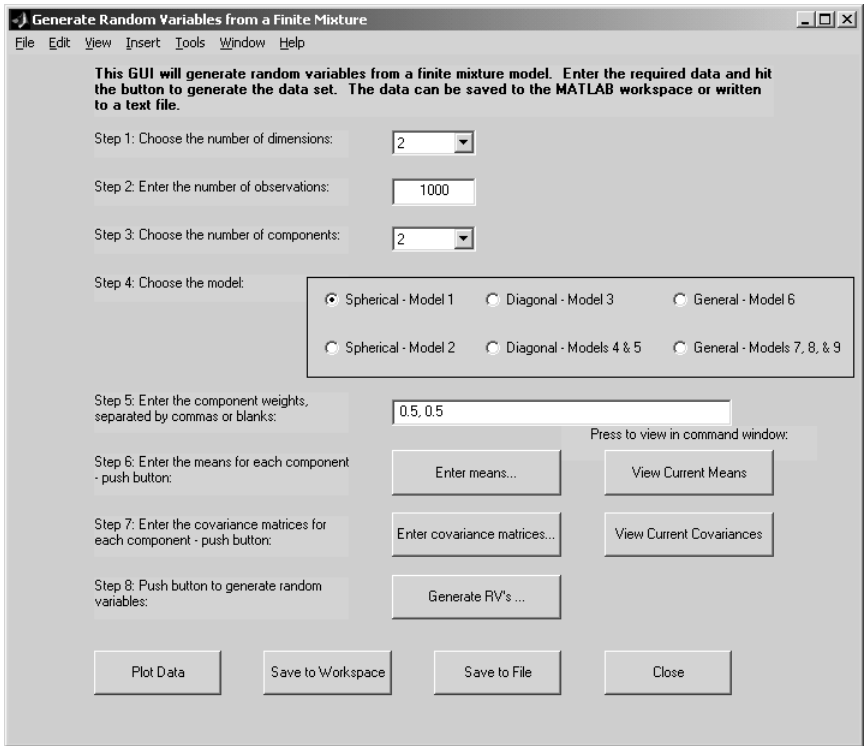 Generate Random Variables from a Finite Mixture
File Edit View Insert Tools Window Help
This GUI will generate random variables from a finite mixture model. Enter the required data and hit
the button to generate the data set. The data can be saved to the MATLAB workspace or written
to a text file.
Step 1: Choose the number of dimensions:
2
Step 2: Enter the number of observations:
1000
Step 3: Choose the number of components:
2
Step 4: Choose the model:
Spherical - Model 1 Diagonal - Model 3 General - Model 6
Spherical - Model 2 Diagonal - Models 4 & 5 General - Models 7, 8, & 9
Step 5: Enter the component weights,
separated by commas or blanks:
0.5, 0.5
Press to view in command window:
Step 6: Enter the means for each component
- push button:
Enter means...
View Current Means
Step 7: Enter the covariance matrices for
each component - push button:
Enter covariance matrices...
View Current Covariances
Step 8: Push button to generate random
variables:
Generate RV's ...
Plot Data Save to Workspace Save to File Close